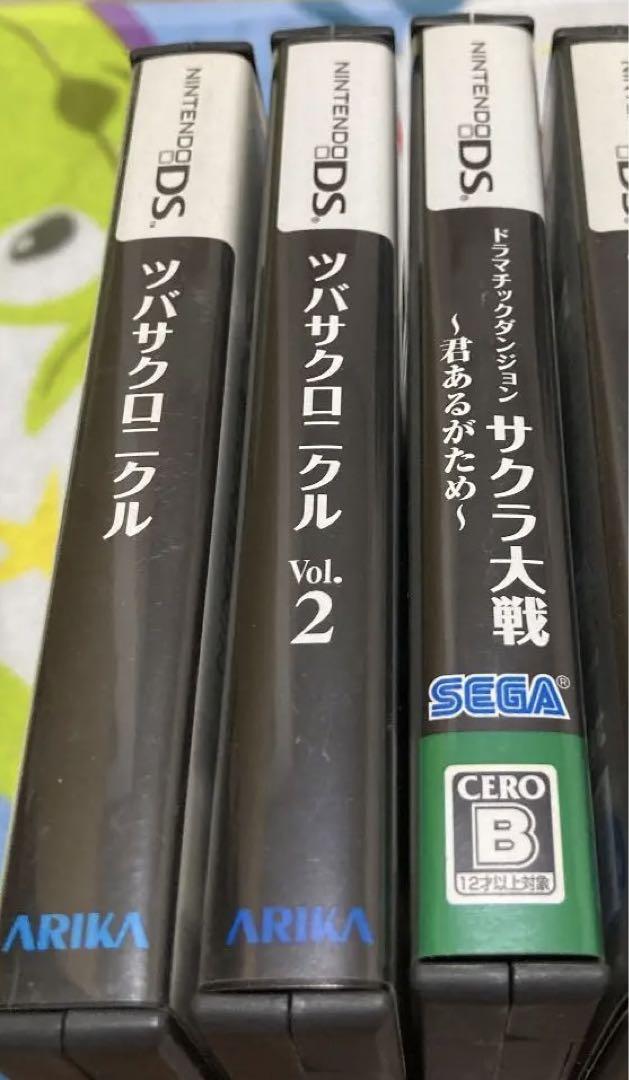 NINTENDO DS™
ツバサクロニクル
ARIKA
NINTENDO DS®
ツバサクロニクル
Vol.
2
ARIKA
NINTENDO DS®
ドラマチックダンジョン
サクラ大戦
～君あるがため～
SEGA®
CERO
B
12才以上対象